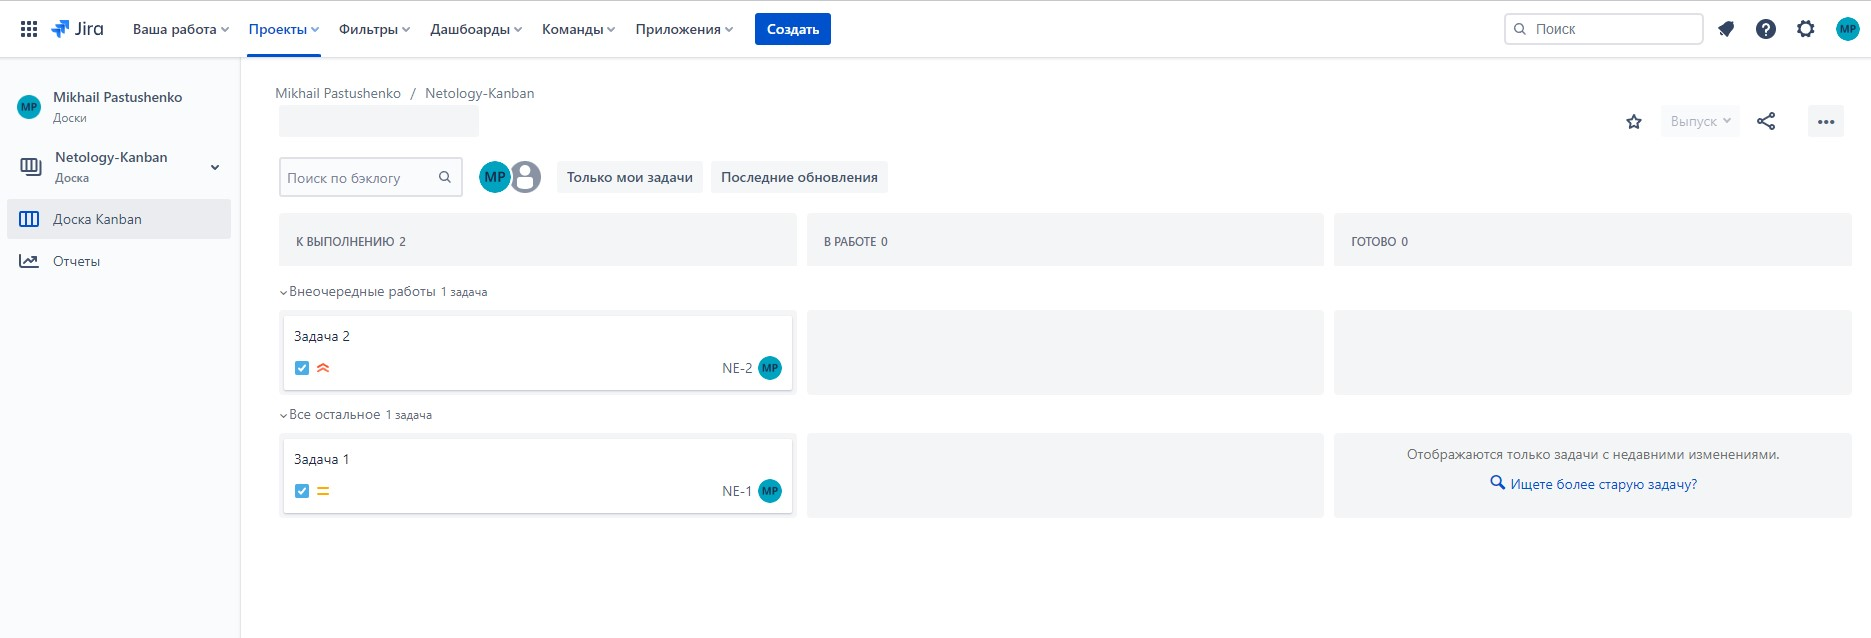 Jira Ваша работа Проекты Фильтры Дашбоарды Команды Приложения Создать Поиск MP
MP Mikhail Pastushenko
Доски
Netology-Kanban
Доска
Доска Kanban
Отчеты
Mikhail Pastushenko / Netology-Kanban
Выпуск
Поиск по бэклогу MP Только мои задачи Последние обновления
К ВЫПОЛНЕНИЮ 2 В РАБОТЕ 0 ГОТОВО 0
Внеочередные работы 1 задача
Задача 2
NE-2 MP
Все остальное 1 задача
Задача 1
NE-1 MP
Отображаются только задачи с недавними изменениями.
Ищете более старую задачу?